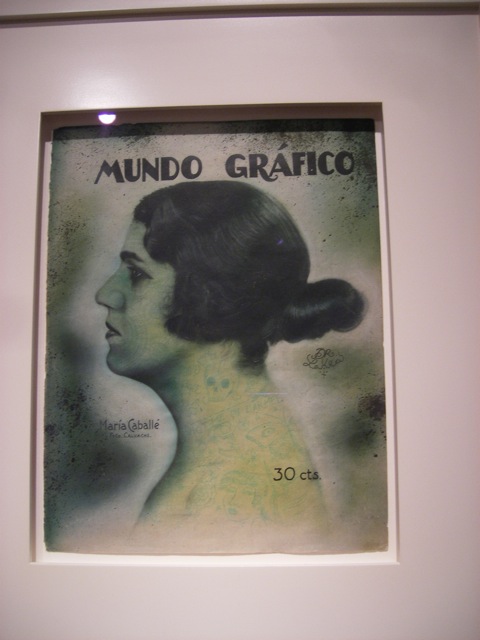 MUNDO GRÁFICO
María Caballé
30 cts.